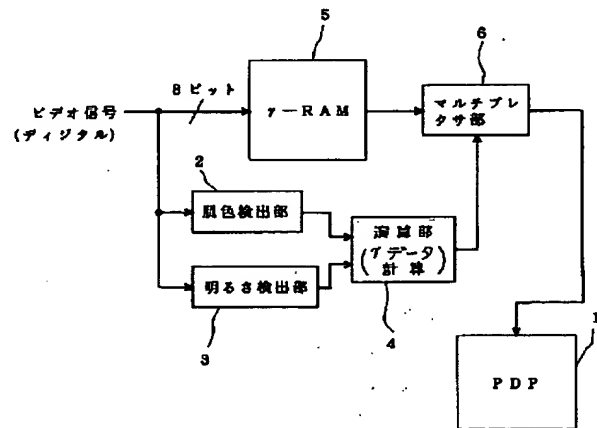 5
6
8ビット
ビデオ信号
(ディジタル)
γ-RAM
マルチプレ
クサ部
2
肌色検出部
演算部
(γデータ
計算)
明るさ検出部
3
4
1
PDP